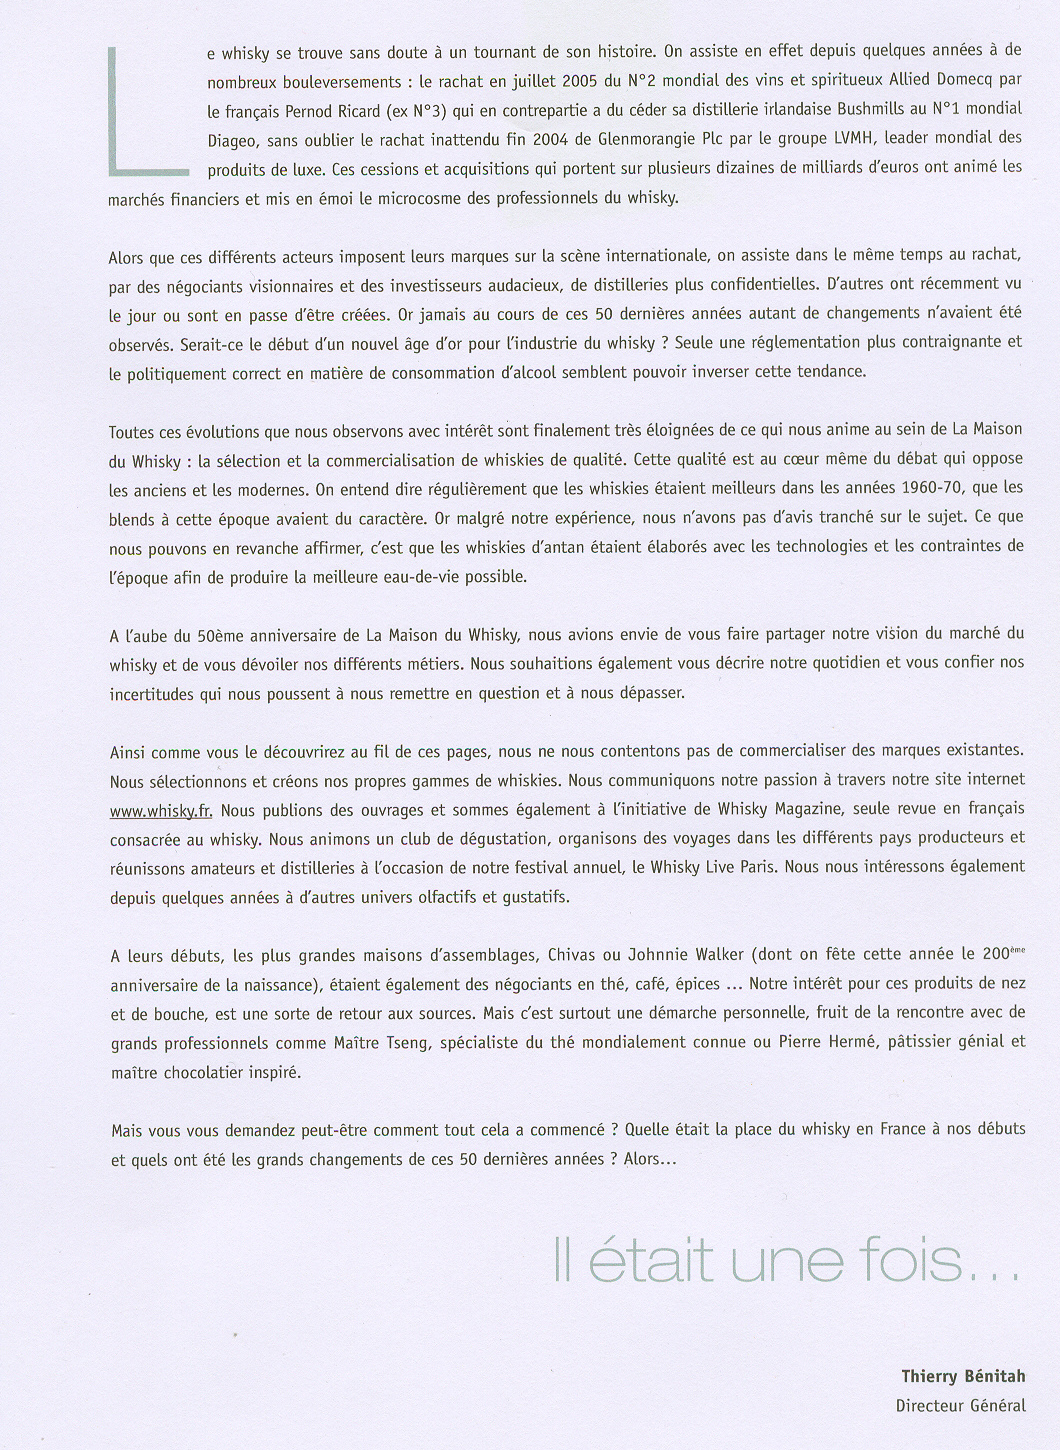 Le whisky se trouve sans doute à un tournant de son histoire. On assiste en effet depuis quelques années à de
nombreux bouleversements : le rachat en juillet 2005 du N°2 mondial des vins et spiritueux Allied Domecq par
le français Pernod Ricard (ex N°3) qui en contrepartie a du céder sa distillerie irlandaise Bushmills au N°1 mondial
Diageo, sans oublier le rachat inattendu fin 2004 de Glenmorangie Plc par le groupe LVMH, leader mondial des
produits de luxe. Ces cessions et acquisitions qui portent sur plusieurs dizaines de milliards d'euros ont animé les
marchés financiers et mis en émoi le microcosme des professionnels du whisky.
Alors que ces différents acteurs imposent leurs marques sur la scène internationale, on assiste dans le même temps au rachat,
par des négociants visionnaires et des investisseurs audacieux, de distilleries plus confidentielles. D'autres ont récemment vu
le jour ou sont en passe d'être créées. Or jamais au cours de ces 50 dernières années autant de changements n'avaient été
observés. Serait-ce le début d'un nouvel âge d'or pour l'industrie du whisky ? Seule une réglementation plus contraignante et
le politiquement correct en matière de consommation d'alcool semblent pouvoir inverser cette tendance.
Toutes ces évolutions que nous observons avec intérêt sont finalement très éloignées de ce qui nous anime au sein de La Maison
du Whisky : la sélection et la commercialisation de whiskies de qualité. Cette qualité est au cœur même du débat qui oppose
les anciens et les modernes. On entend dire régulièrement que les whiskies étaient meilleurs dans les années 1960-70, que les
blends à cette époque avaient du caractère. Or malgré notre expérience, nous n'avons pas d'avis tranché sur le sujet. Ce que
nous pouvons en revanche affirmer, c'est que les whiskies d'antan étaient élaborés avec les technologies et les contraintes de
l'époque afin de produire la meilleure eau-de-vie possible.
A l'aube du 50ème anniversaire de La Maison du Whisky, nous avions envie de vous faire partager notre vision du marché du
whisky et de vous dévoiler nos différents métiers. Nous souhaitions également vous décrire notre quotidien et vous confier nos
incertitudes qui nous poussent à nous remettre en question et à nous dépasser.
Ainsi comme vous le découvrirez au fil de ces pages, nous ne nous contentons pas de commercialiser des marques existantes.
Nous sélectionnons et créons nos propres gammes de whiskies. Nous communiquons notre passion à travers notre site internet
www.whisky.fr. Nous publions des ouvrages et sommes également à l'initiative de Whisky Magazine, seule revue en français
consacrée au whisky. Nous animons un club de dégustation, organisons des voyages dans les différents pays producteurs et
réunissons amateurs et distilleries à l'occasion de notre festival annuel, le Whisky Live Paris. Nous nous intéressons également
depuis quelques années à d'autres univers olfactifs et gustatifs.
A leurs débuts, les plus grandes maisons d'assemblages, Chivas ou Johnnie Walker (dont on fête cette année le 200ème
anniversaire de la naissance), étaient également des négociants en thé, café, épices ... Notre intérêt pour ces produits de nez
et de bouche, est une sorte de retour aux sources. Mais c'est surtout une démarche personnelle, fruit de la rencontre avec de
grands professionnels comme Maître Tseng, spécialiste du thé mondialement connue ou Pierre Hermé, pâtissier génial et
maître chocolatier inspiré.
Mais vous vous demandez peut-être comment tout cela a commencé ? Quelle était la place du whisky en France à nos débuts
et quels ont été les grands changements de ces 50 dernières années ? Alors...
Il était une fois...
Thierry Bénitah
Directeur Général